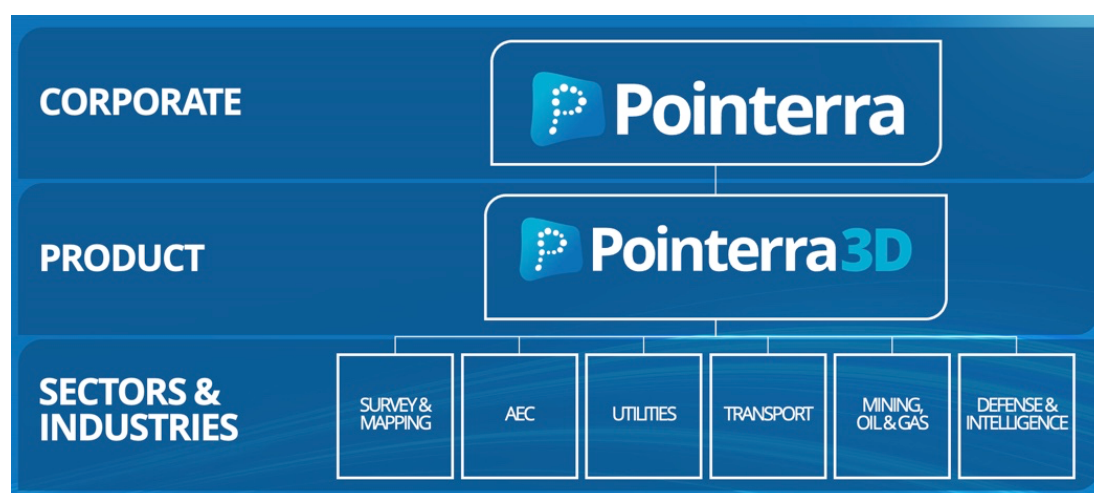 CORPORATE
Pointerra
PRODUCT
Pointerra3D
SECTORS &
INDUSTRIES
SURVEY &
MAPPING
AEC
UTILITIES
TRANSPORT
MINING,
OIL & GAS
DEFENSE &
INTELLIGENCE